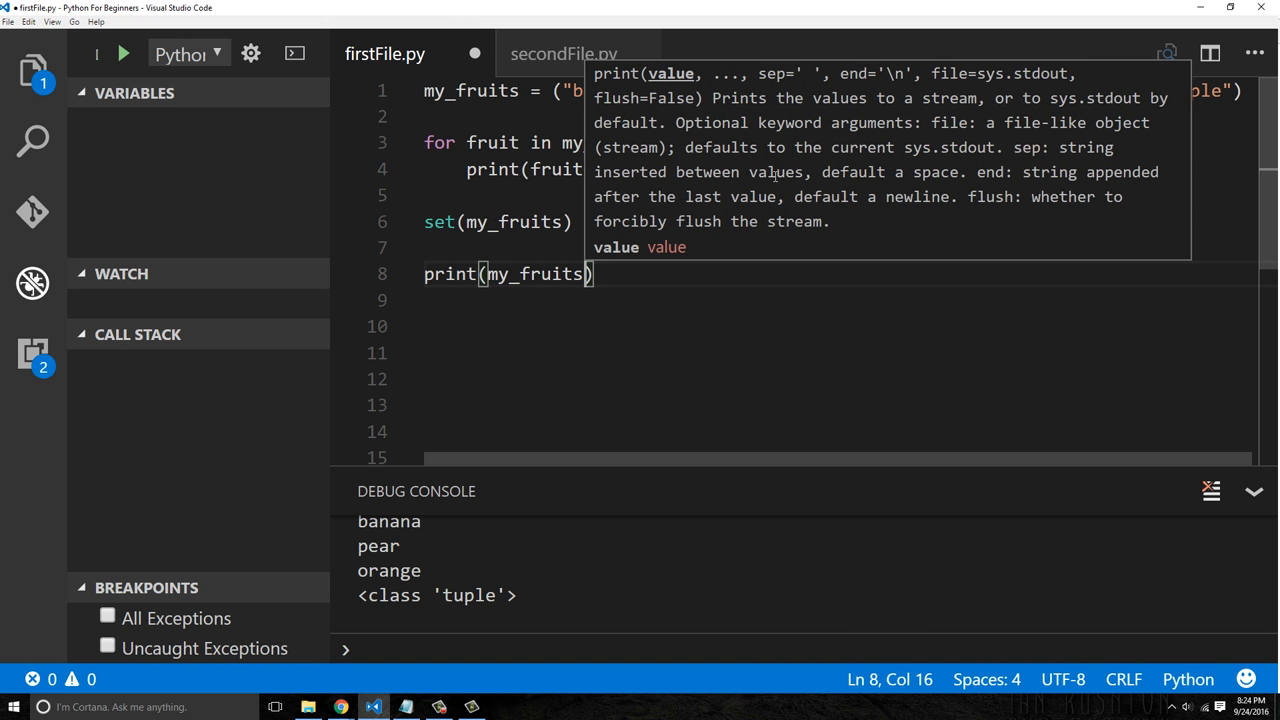 • firstFile.py - Python For Beginners - Visual Studio Code
File Edit View Go Help
Python
firstFile.py
secondFile.py
VARIABLES
WATCH
CALL STACK
BREAKPOINTS
All Exceptions
Uncaught Exceptions
1
2
1 my_fruits = ("b ple")
2
3 for fruit in my_
4 print(fruit
5
6 set(my_fruits)
7
8 print(my_fruits)
9
10
11
12
13
14
15
print(value, ..., sep=' ', end='\n', file=sys.stdout,
flush=False) Prints the values to a stream, or to sys.stdout by
default. Optional keyword arguments: file: a file-like object
(stream); defaults to the current sys.stdout. sep: string
inserted between values, default a space. end: string appended
after the last value, default a newline. flush: whether to
forcibly flush the stream.
value value
DEBUG CONSOLE
banana
pear
orange
<class 'tuple'>
0 0
Ln 8, Col 16 Spaces: 4 UTF-8 CRLF Python
I'm Cortana. Ask me anything.
8:24 PM
9/24/2016